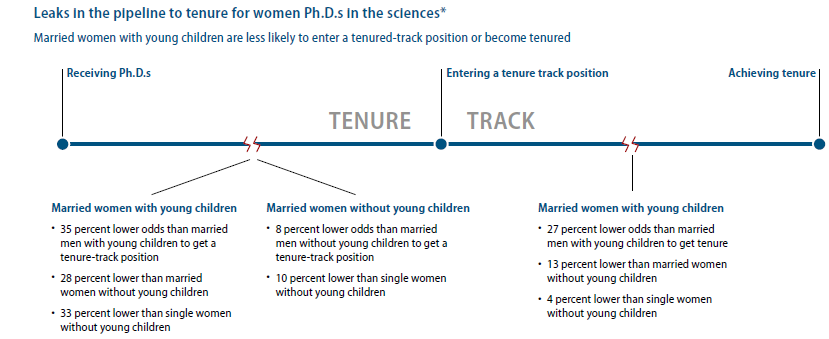 Leaks in the pipeline to tenure for women Ph.D.s in the sciences*
Married women with young children are less likely to enter a tenured-track position or become tenured
Receiving Ph.D.s
Entering a tenure track position
Achieving tenure
TENURE TRACK
Married women with young children
• 35 percent lower odds than married
men with young children to get a
tenure-track position
• 28 percent lower than married
women without young children
• 33 percent lower than single women
without young children
Married women without young children
• 8 percent lower odds than married
men without young children to get a
tenure-track position
• 10 percent lower than single women
without young children
Married women with young children
• 27 percent lower odds than married
men with young children to get tenure
• 13 percent lower than married women
without young children
• 4 percent lower than single women
without young children